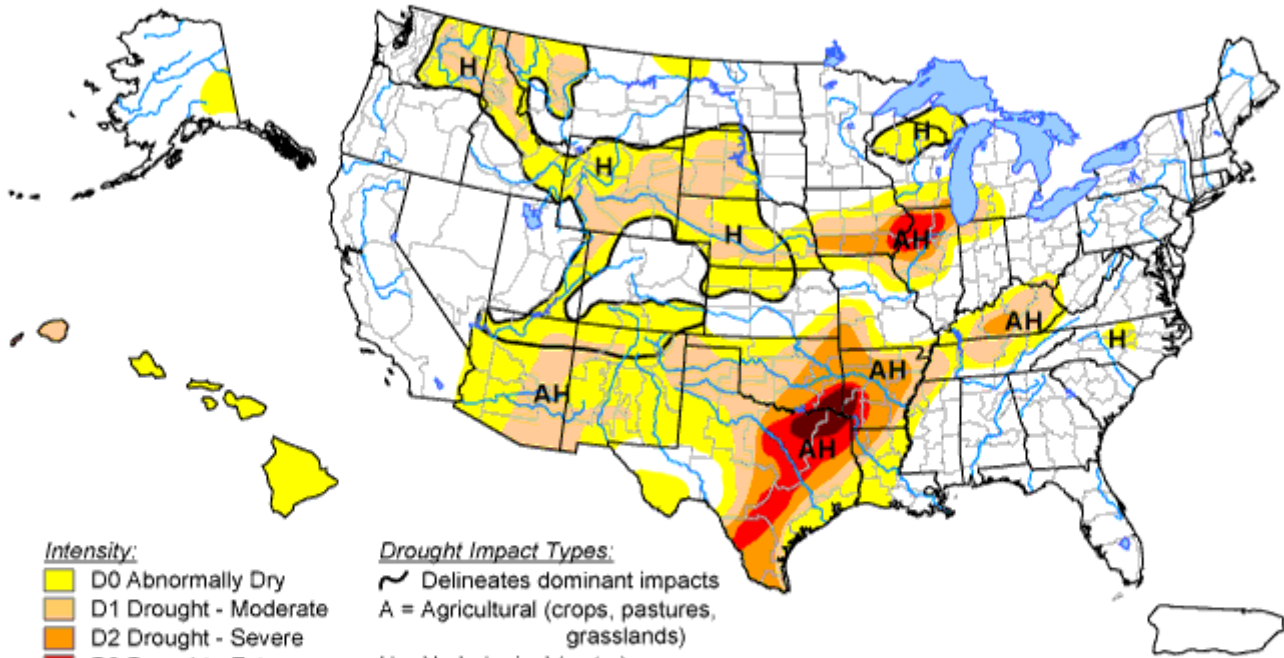 H
H
H
H
AH
AH
H
AH
AH
AH
Intensity:
D0 Abnormally Dry
D1 Drought - Moderate
D2 Drought - Severe
Drought Impact Types:
Delineates dominant impacts
A = Agricultural (crops, pastures,
grasslands)